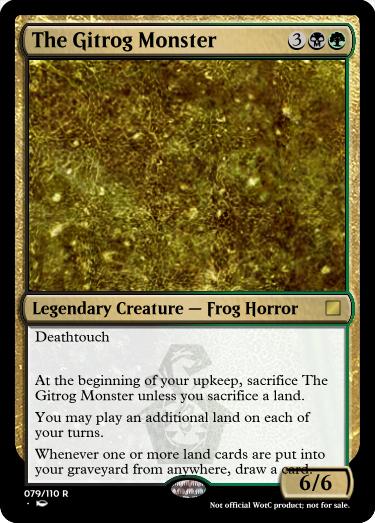 The Gitrog Monster 3
Legendary Creature — Frog Horror
Deathtouch
At the beginning of your upkeep, sacrifice The
Gitrog Monster unless you sacrifice a land.
You may play an additional land on each of
your turns.
Whenever one or more land cards are put into
your graveyard from anywhere, draw a card.
6/6
079/110 R
Not official WotC product; not for sale.